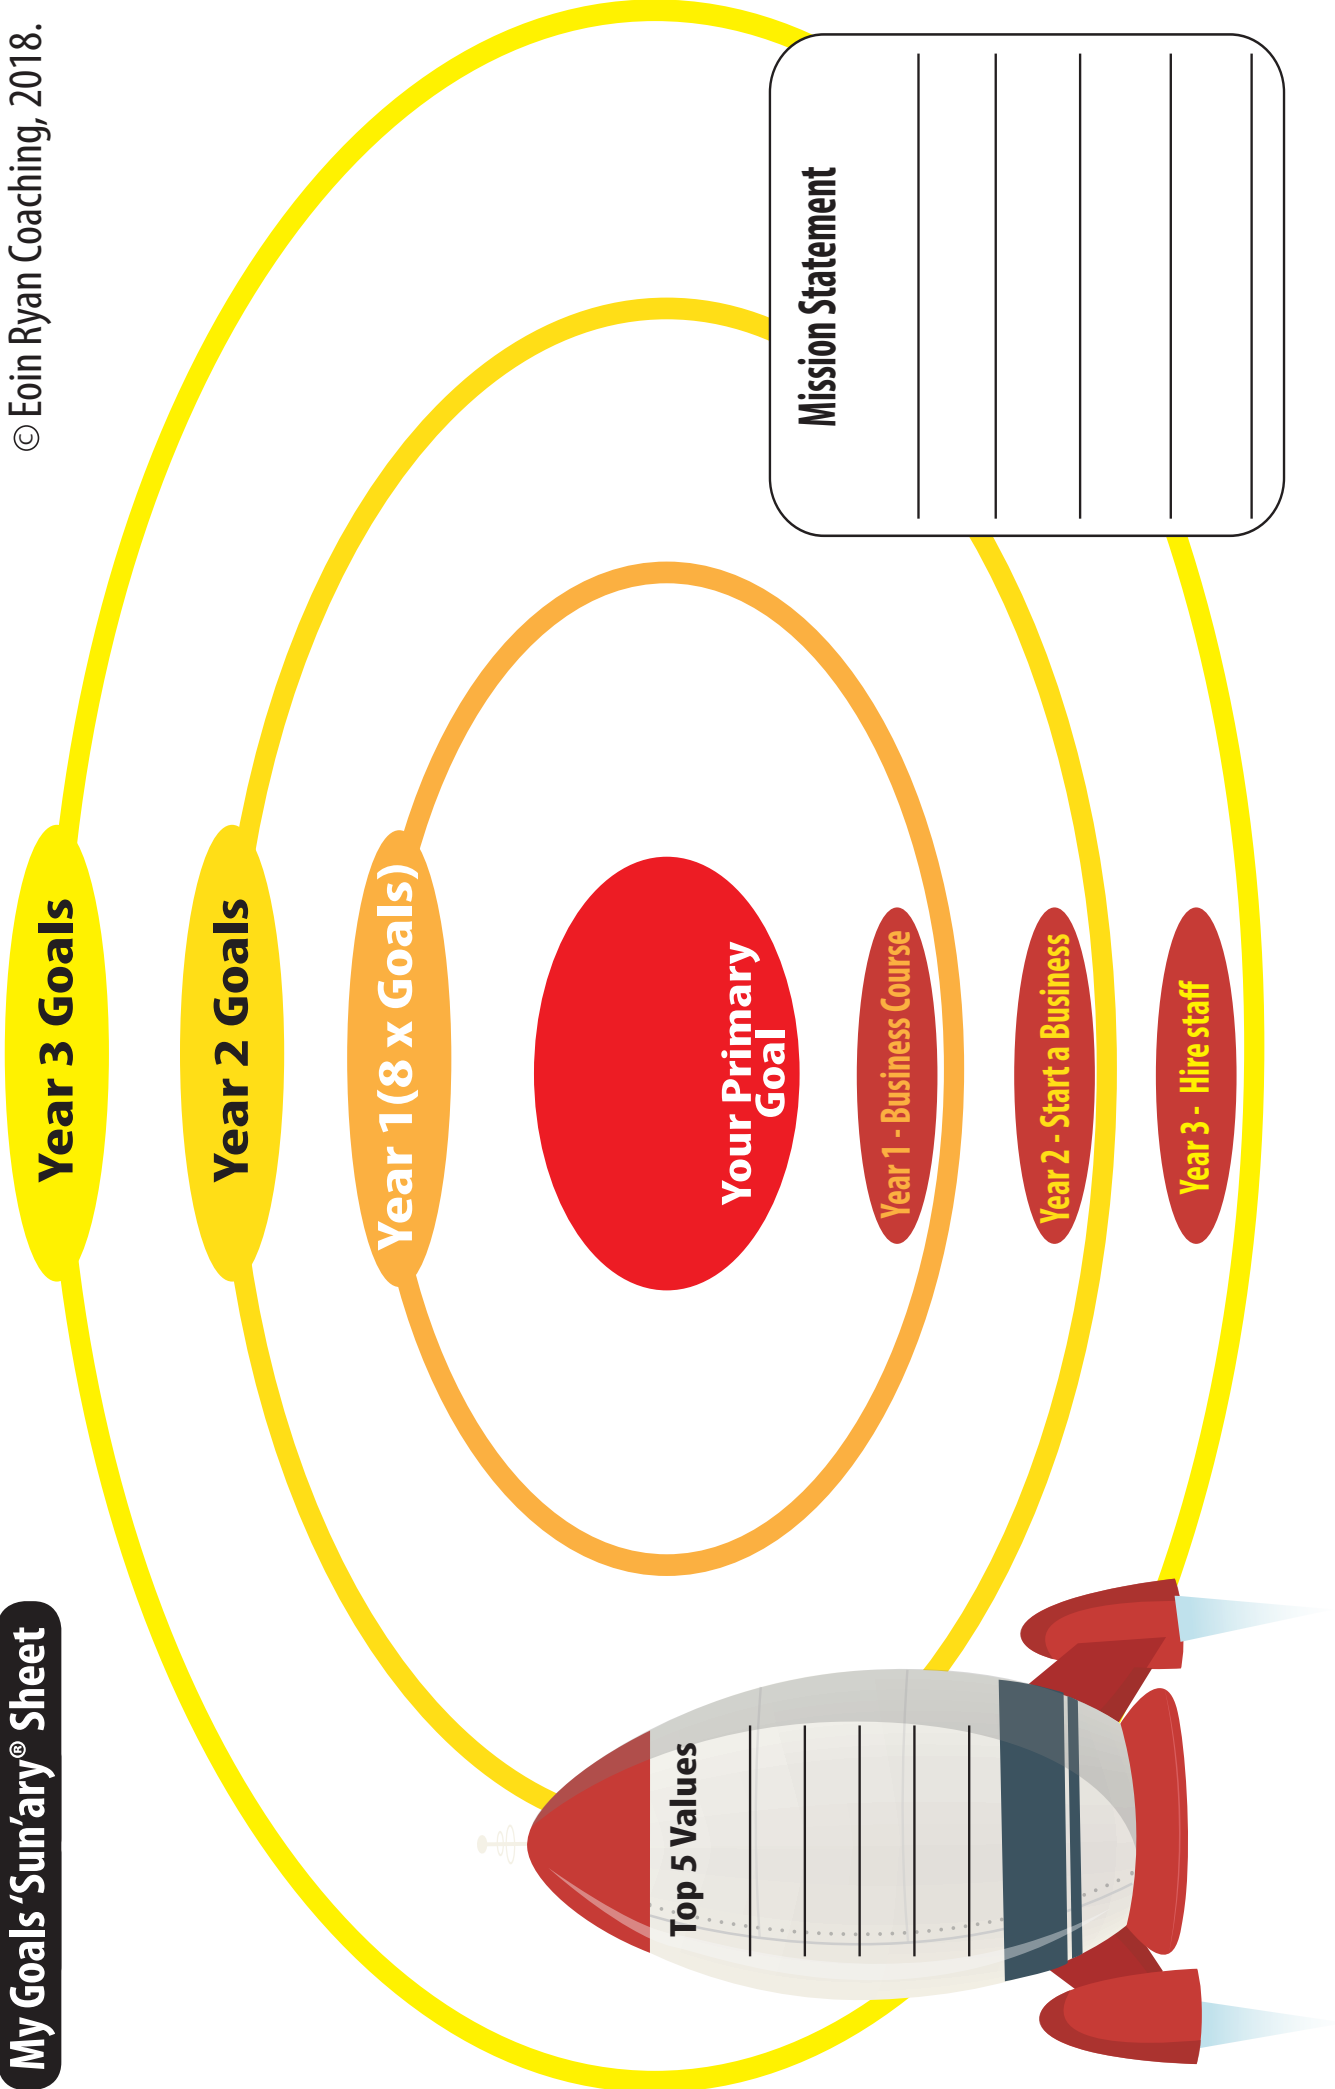 My Goals ‘Sun’ary® Sheet
© Eoin Ryan Coaching, 2018.
Year 3 Goals
Year 2 Goals
Year 1(8 x Goals)
Your Primary
Goal
Year 1 - Business Course
Year 2 - Start a Business
Year 3 - Hire staff
Top 5 Values
Mission Statement